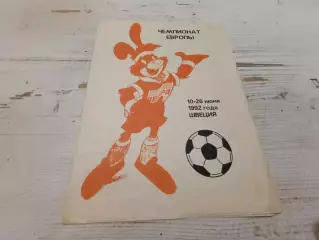 ЧЕМПИОНАТ
ЕВРОПЫ
10-26 июня
1992 года
ШВЕЦИЯ